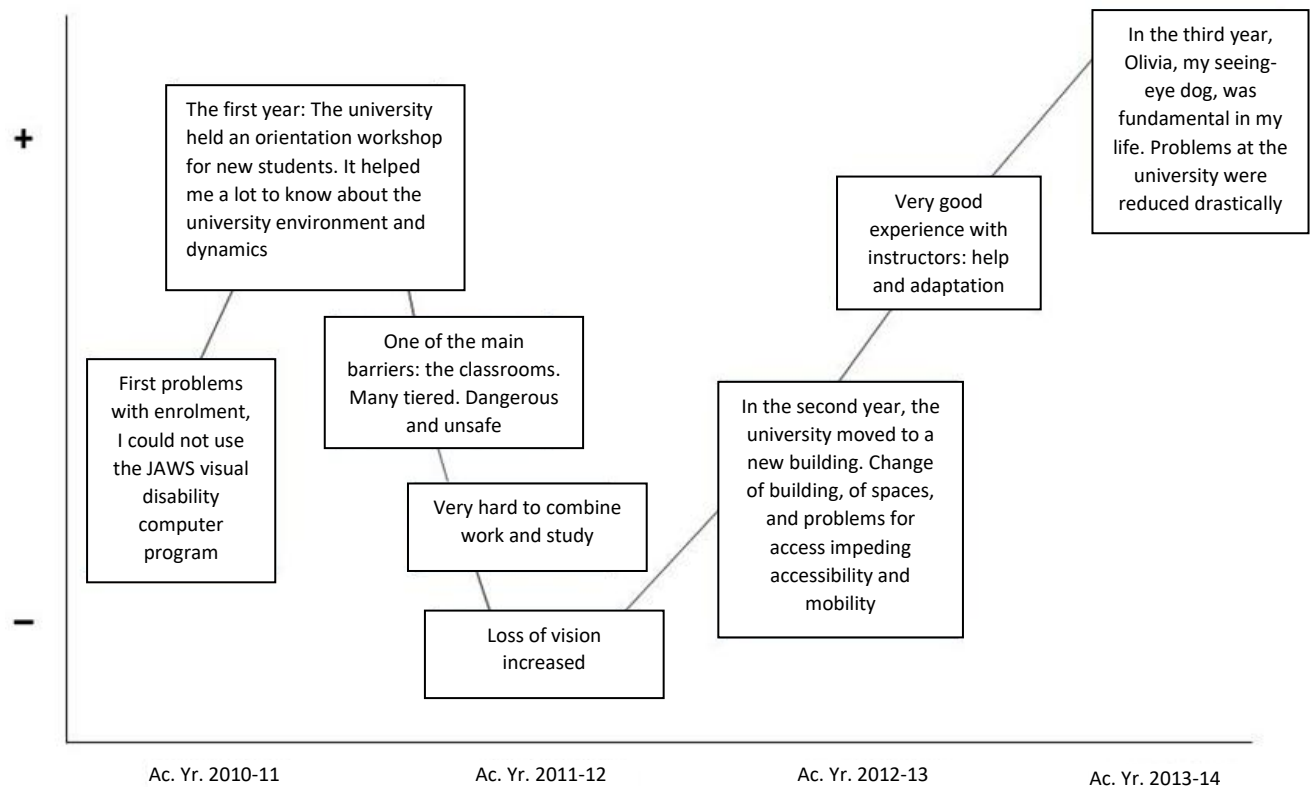 +
The first year: The university
held an orientation workshop
for new students. It helped
me a lot to know about the
university environment and
dynamics
First problems
with enrolment,
I could not use
the JAWS visual
disability
computer
program
One of the main
barriers: the classrooms.
Many tiered. Dangerous
and unsafe
Very hard to combine
work and study
Loss of vision
increased
In the second year, the
university moved to a
new building. Change
of building, of spaces,
and problems for
access impeding
accessibility and
mobility
Very good
experience with
instructors: help
and adaptation
In the third year,
Olivia, my seeing-
eye dog, was
fundamental in my
life. Problems at the
university were
reduced drastically
–
Ac. Yr. 2010-11
Ac. Yr. 2011-12
Ac. Yr. 2012-13
Ac. Yr. 2013-14